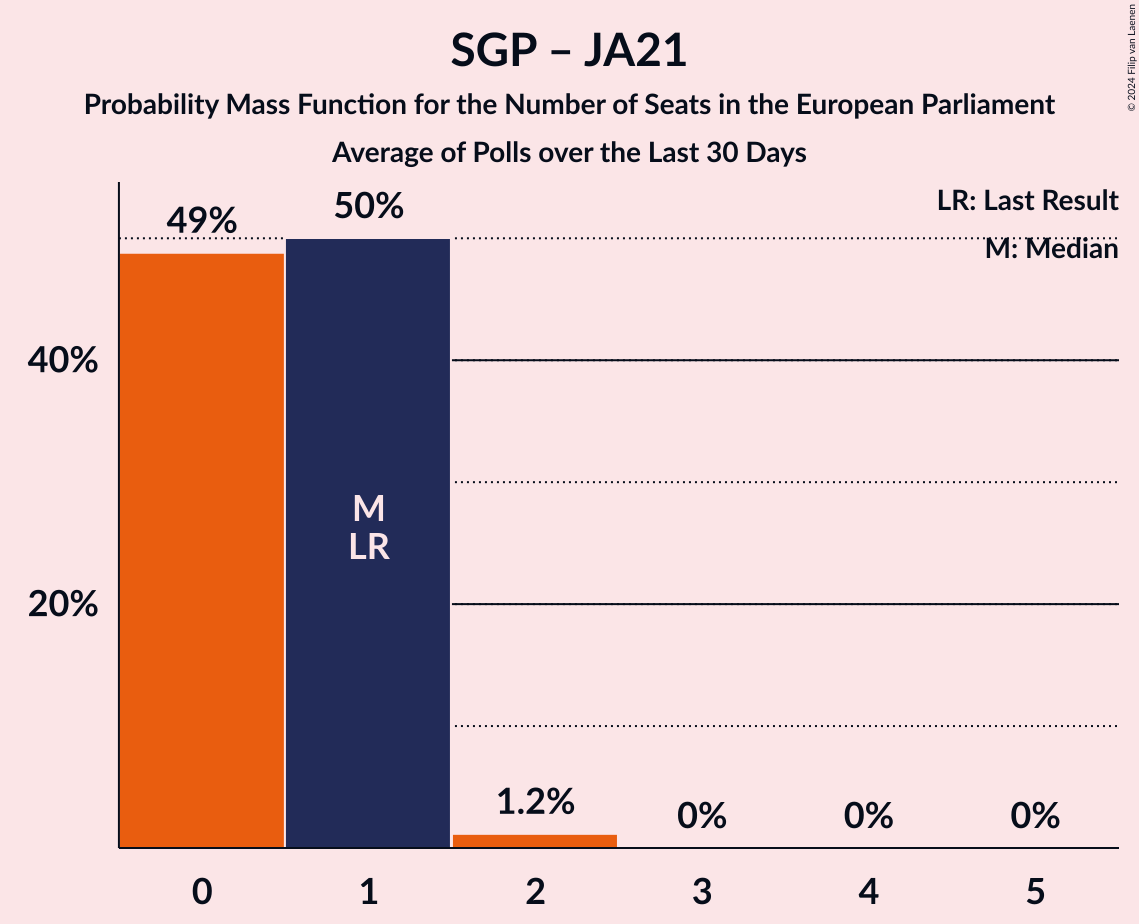 SGP – JA21
Probability Mass Function for the Number of Seats in the European Parliament
Average of Polls over the Last 30 Days
© 2024 Filip van Laenen
LR: Last Result
M: Median
49%
50%
40%
20%
M
LR
1.2%
0%
0%
0%
0
1
2
3
4
5